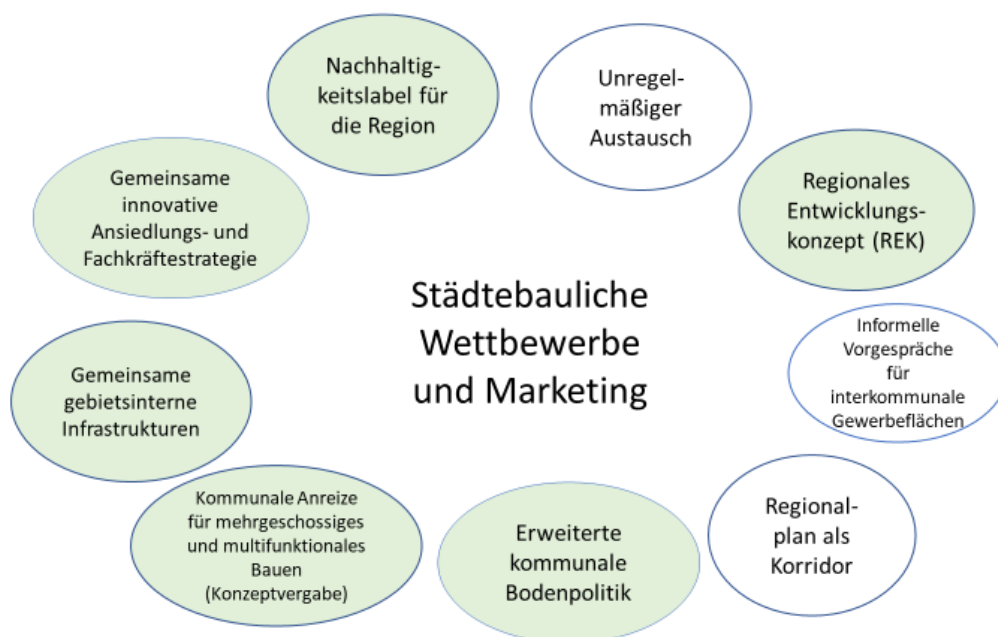 Nachhaltig-
keitslabel für
die Region
Unregel-
mäßiger
Austausch
Gemeinsame
innovative
Ansiedlungs- und
Fachkräftestrategie
Regionales
Entwicklungs-
konzept (REK)
Städtebauliche
Wettbewerbe
und Marketing
Informelle
Vorgespräche
für
interkommunale
Gewerbeflächen
Gemeinsame
gebietsinterne
Infrastrukturen
Kommunale Anreize
für mehrgeschossiges
und multifunktionales
Bauen
(Konzeptvergabe)
Erweiterte
kommunale
Bodenpolitik
Regional-
plan als
Korridor